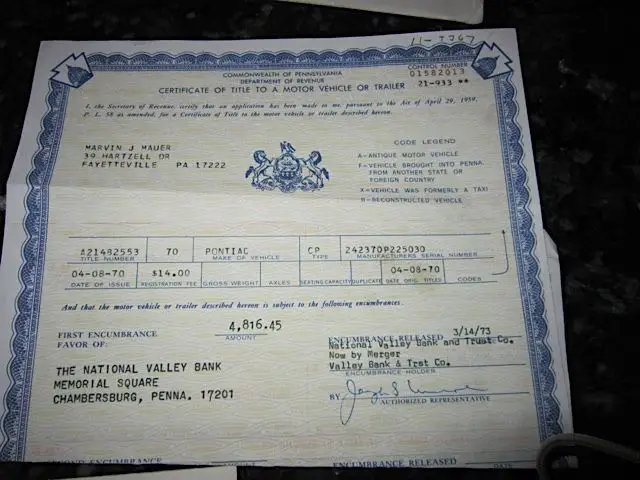 COMMONWEALTH OF PENNSYLVANIA
DEPARTMENT OF REVENUE
CERTIFICATE OF TITLE TO A MOTOR VEHICLE OR TRAILER
CONTROL NUMBER
01582013
21-933 **
I, the Secretary of Revenue, certify that an application has been made to me, pursuant to the Act of April 29, 1959,
P. L. 58 as amended, for a Certificate of Title to the motor vehicle or trailer described hereon.
MARVIN J MAUER
39 HARTZELL DR
FAYETTEVILLE PA 17222
CODE LEGEND
A-ANTIQUE MOTOR VEHICLE
F-VEHICLE BROUGHT INTO PENNA.
FROM ANOTHER STATE OR
FOREIGN COUNTRY
X-VEHICLE WAS FORMERLY A TAXI
R-RECONSTRUCTED VEHICLE
A21482553 70 PONTIAC CP 242370P225030
TITLE NUMBER MAKE OF VEHICLE TYPE MANUFACTURERS SERIAL NUMBER
04-08-70 $14.00 04-08-70
DATE OF ISSUE REGISTRATION FEE GROSS WEIGHT AXLES SEATING CAPACITY DUPLICATE DATE ORIG. TITLES CODES
And that the motor vehicle or trailer described hereon is subject to the following encumbrances.
FIRST ENCUMBRANCE
FAVOR OF:
4,816.45
AMOUNT
THE NATIONAL VALLEY BANK
MEMORIAL SQUARE
CHAMBERSBURG, PENNA. 17201
ENCUMBRANCE RELEASED 3/14/73
National Valley Bank and Trust Co.
Now by Merger
Valley Bank & Trst Co.
ENCUMBRANCE HOLDER
BY
AUTHORIZED REPRESENTATIVE
ENCUMBRANCE
ENCUMBRANCE RELEASED DATE